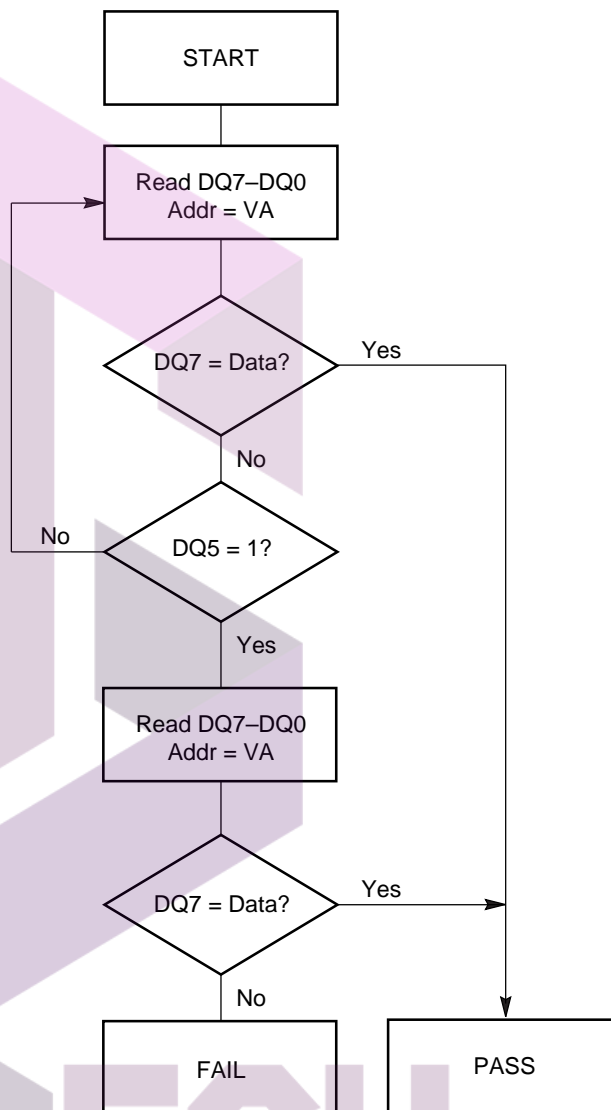 START
Read DQ7–DQ0
Addr = VA
DQ7 = Data?
Yes
No
DQ5 = 1?
No
Yes
Read DQ7–DQ0
Addr = VA
DQ7 = Data?
Yes
No
FAIL
PASS